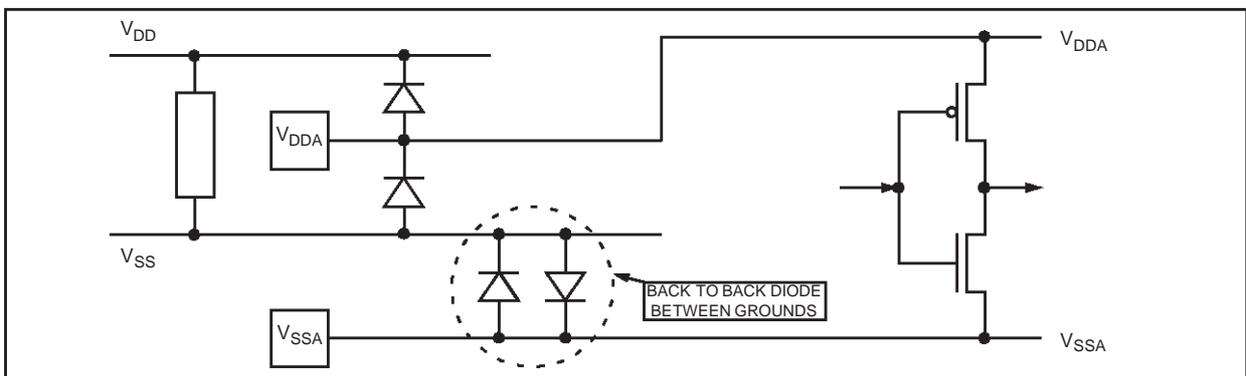 VDD
VDDA
VDDA
VSS
BACK TO BACK DIODE
BETWEEN GROUNDS
VSSA
VSSA